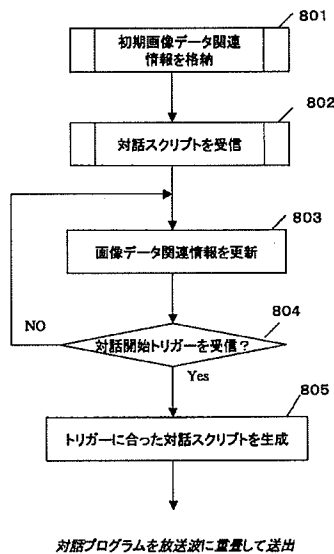 801
初期画像データ関連
情報を格納
802
対話スクリプトを受信
803
画像データ関連情報を更新
804
NO
対話開始トリガーを受信？
Yes
805
トリガーに合った対話スクリプトを生成
対話プログラムを放送波に重畳して送出